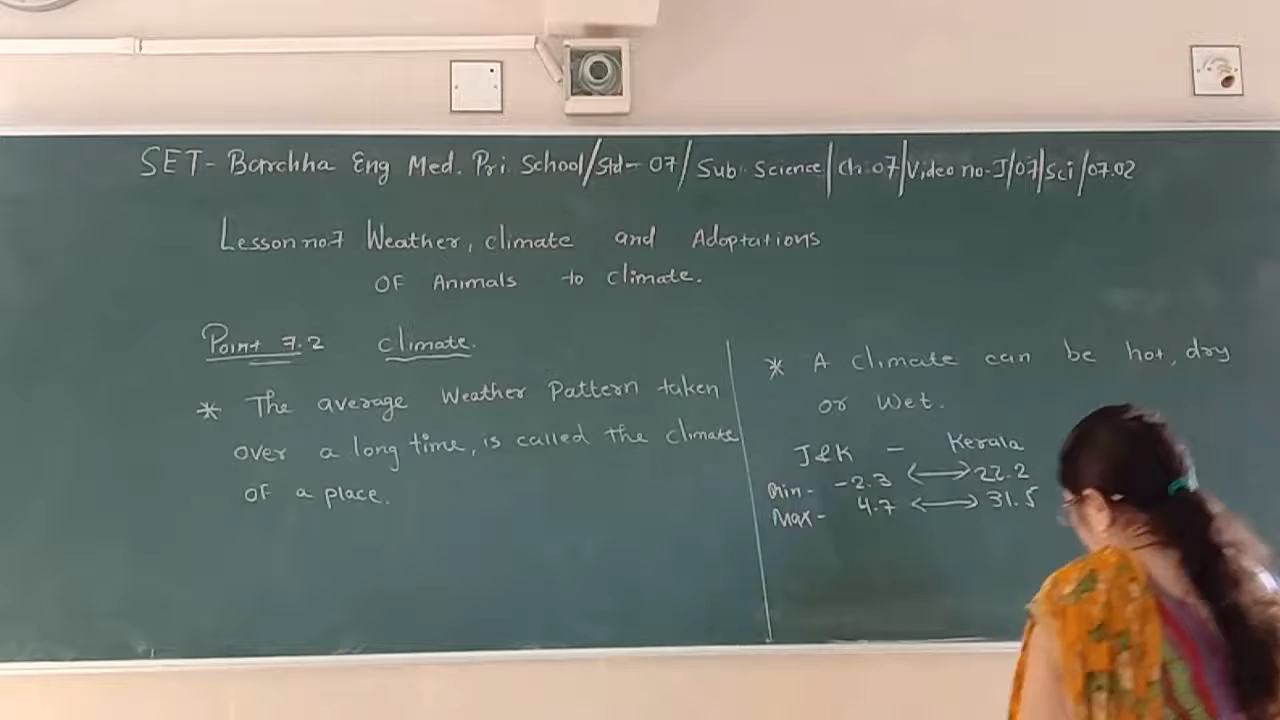 SET- Barchha Eng Med. Pri School/Std- 07/ Sub: Science/Ch:07/Video no-J/07/Sci/07.02
Lesson no.7 Weather, climate and Adoptations
OF Animals to climate.
Point 7.2 climate.
* The average Weather Pattern taken
over a long time, is called the climate
of a place.
* A climate can be hot, dry
or Wet.
J&K - Kerala
Min- -2.3 ⟷ 22.2
Max- 4.7 ⟷ 31.5